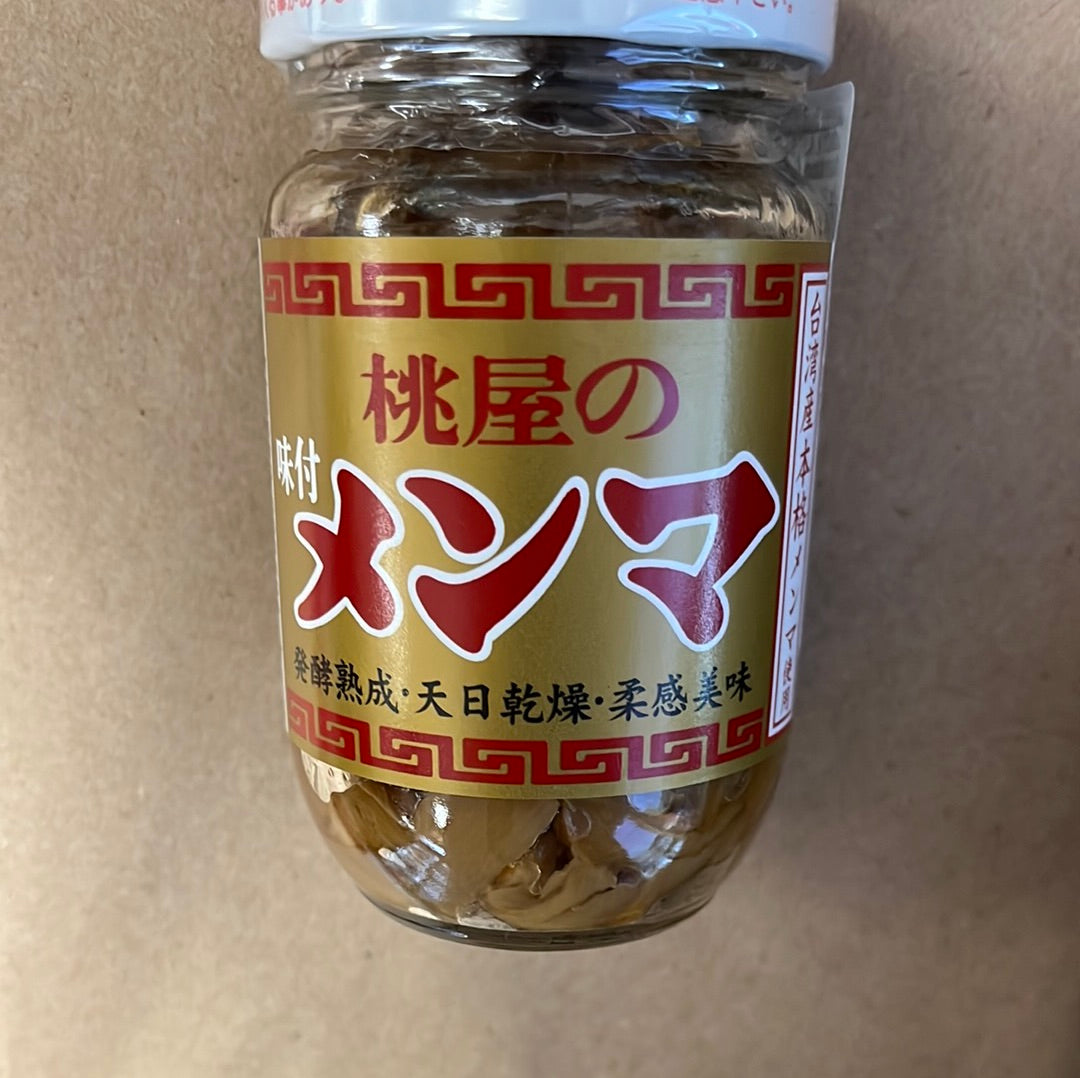 桃屋の
味付
メンマ
発酵熟成・天日乾燥・柔感美味
台湾産本格メンマ使用